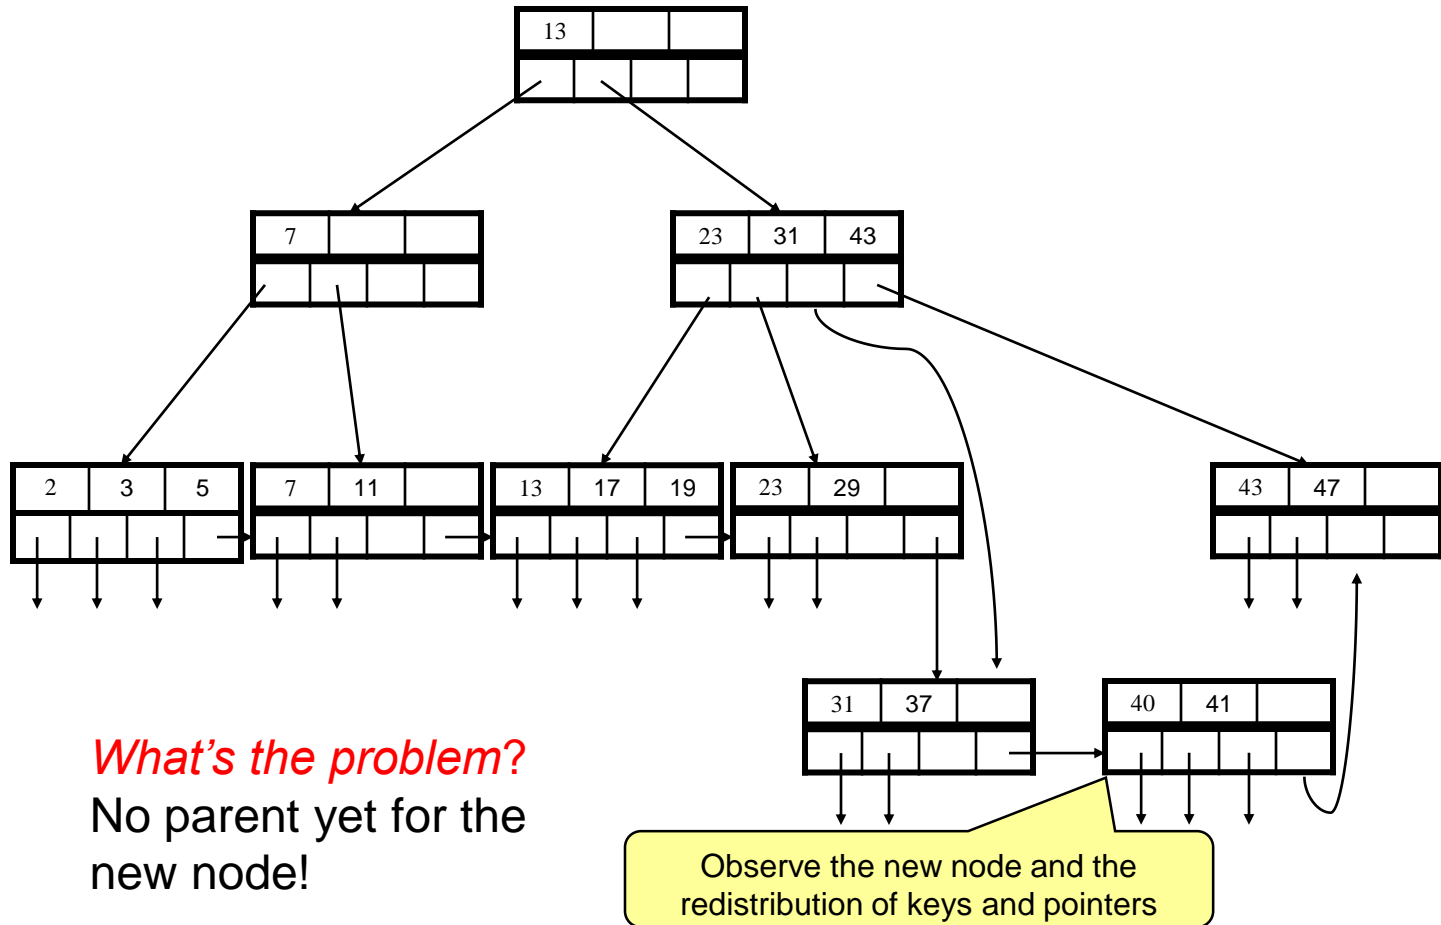 13
7
23 31 43
2 3 5 7 11 13 17 19 23 29 43 47
31 37 40 41
What's the problem?
No parent yet for the
new node!
Observe the new node and the
redistribution of keys and pointers